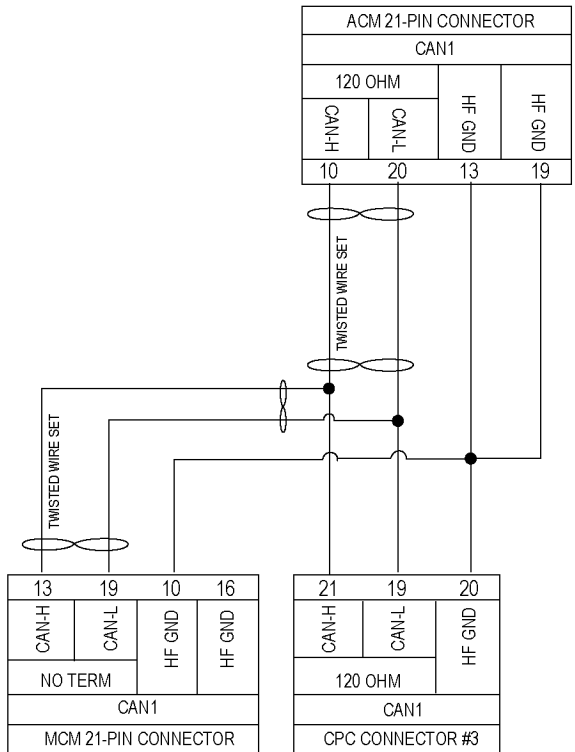 ACM 21-PIN CONNECTOR
CAN1
120 OHM
CAN-H
CAN-L
HF GND
HF GND
10 20 13 19
TWISTED WIRE SET
TWISTED WIRE SET
13 19 10 16
CAN-H
CAN-L
HF GND
HF GND
NO TERM
CAN1
MCM 21-PIN CONNECTOR
21 19 20
CAN-H
CAN-L
HF GND
120 OHM
CAN1
CPC CONNECTOR #3